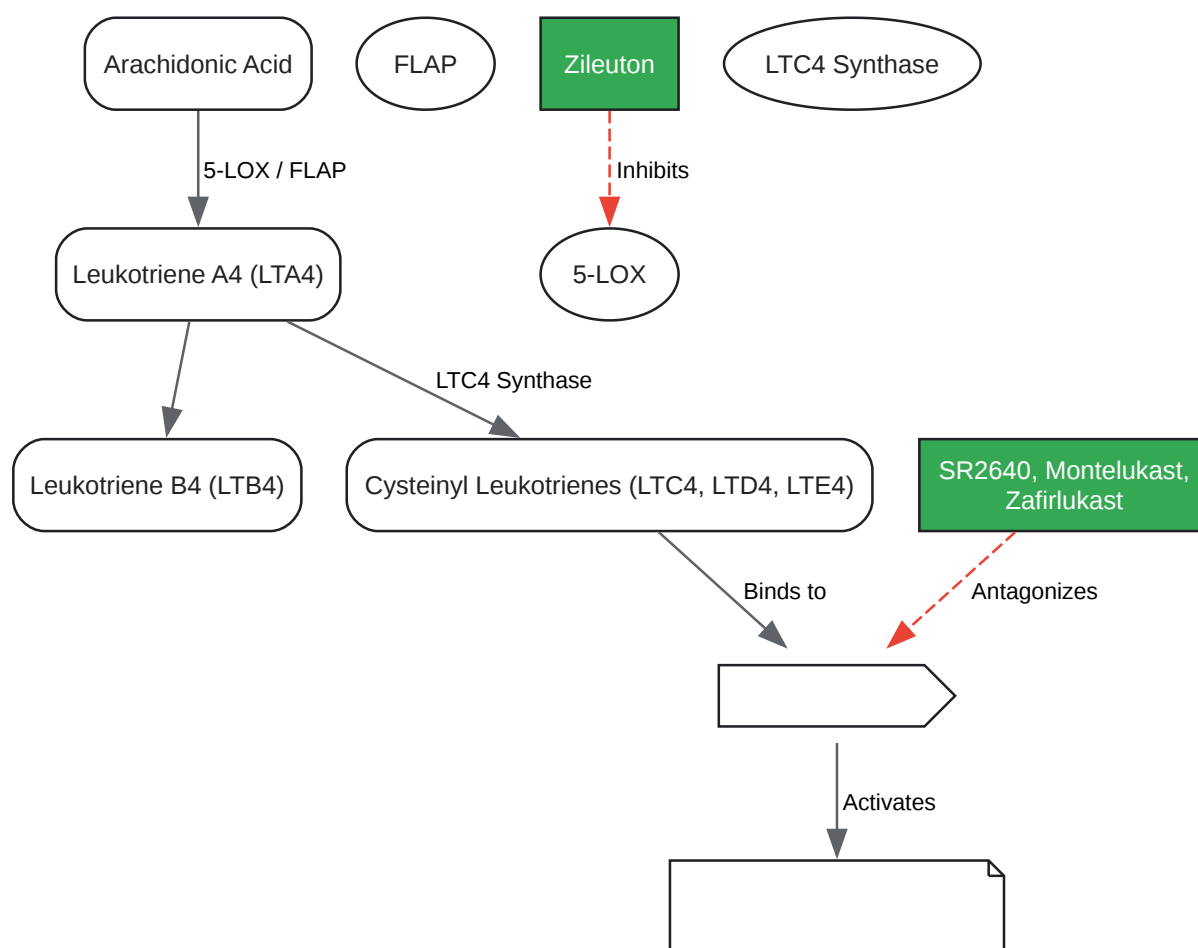 Arachidonic Acid
FLAP
Zileuton
LTC4 Synthase
5-LOX / FLAP
Inhibits
Leukotriene A4 (LTA4)
5-LOX
LTC4 Synthase
Leukotriene B4 (LTB4)
Cysteinyl Leukotrienes (LTC4, LTD4, LTE4)
SR2640, Montelukast,
Zafirlukast
Binds to
Antagonizes
Activates